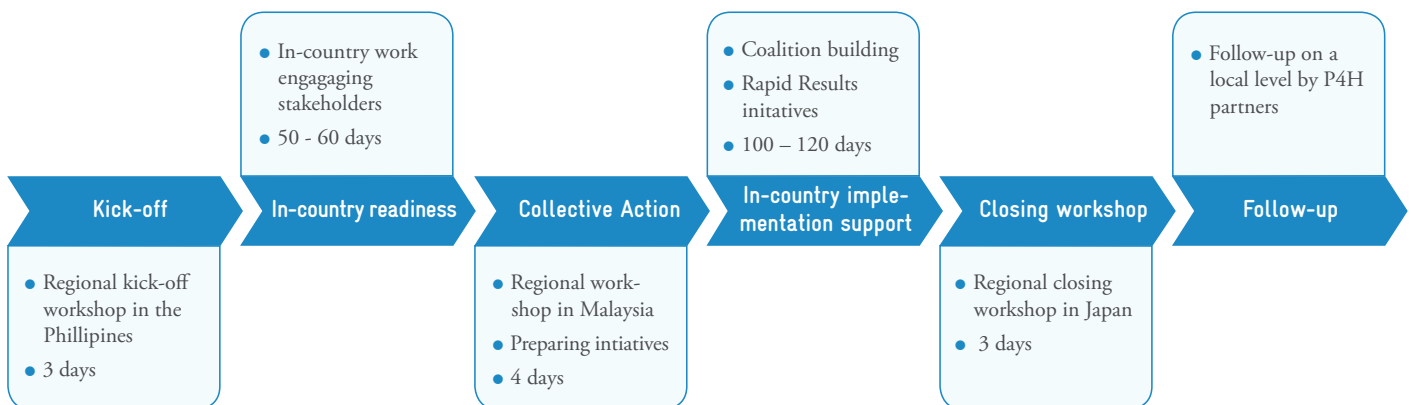 Kick-off
● Regional kick-off
workshop in the
Phillipines
● 3 days
● In-country work
engagaging
stakeholders
● 50 - 60 days
In-country readiness
Collective Action
● Regional work-
shop in Malaysia
● Preparing intiatives
● 4 days
● Coalition building
● Rapid Results
initatives
● 100 – 120 days
In-country imple-
mentation support
Closing workshop
● Regional closing
workshop in Japan
● 3 days
● Follow-up on a
local level by P4H
partners
Follow-up